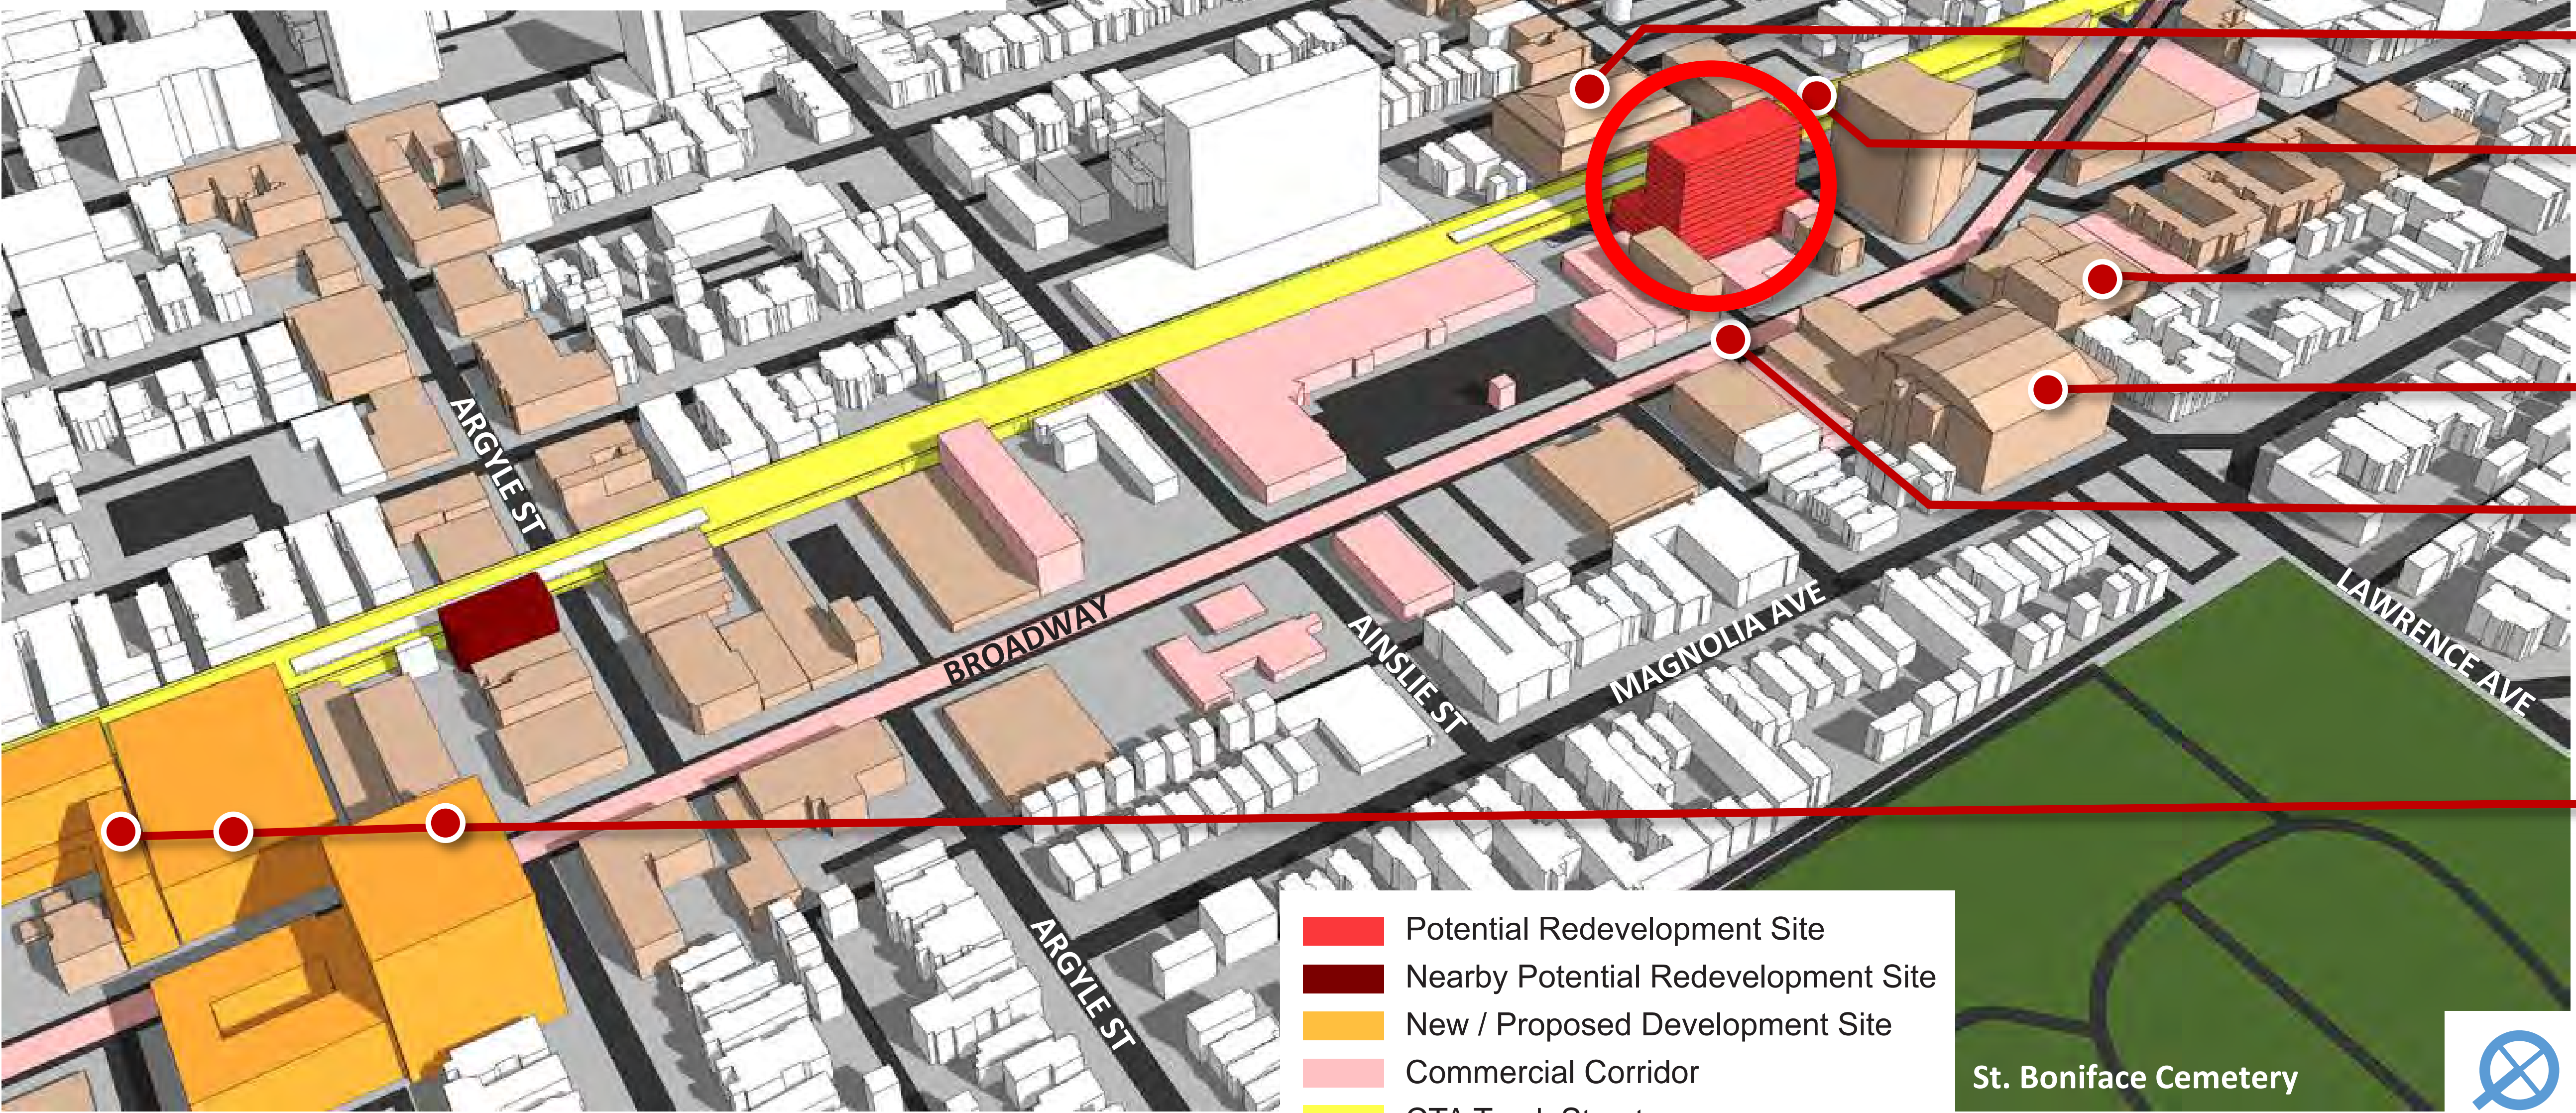 ARGYLE ST
BROADWAY
AINSLIE ST
MAGNOLIA AVE
LAWRENCE AVE
ARGYLE ST
Potential Redevelopment Site
Nearby Potential Redevelopment Site
New / Proposed Development Site
Commercial Corridor
St. Boniface Cemetery